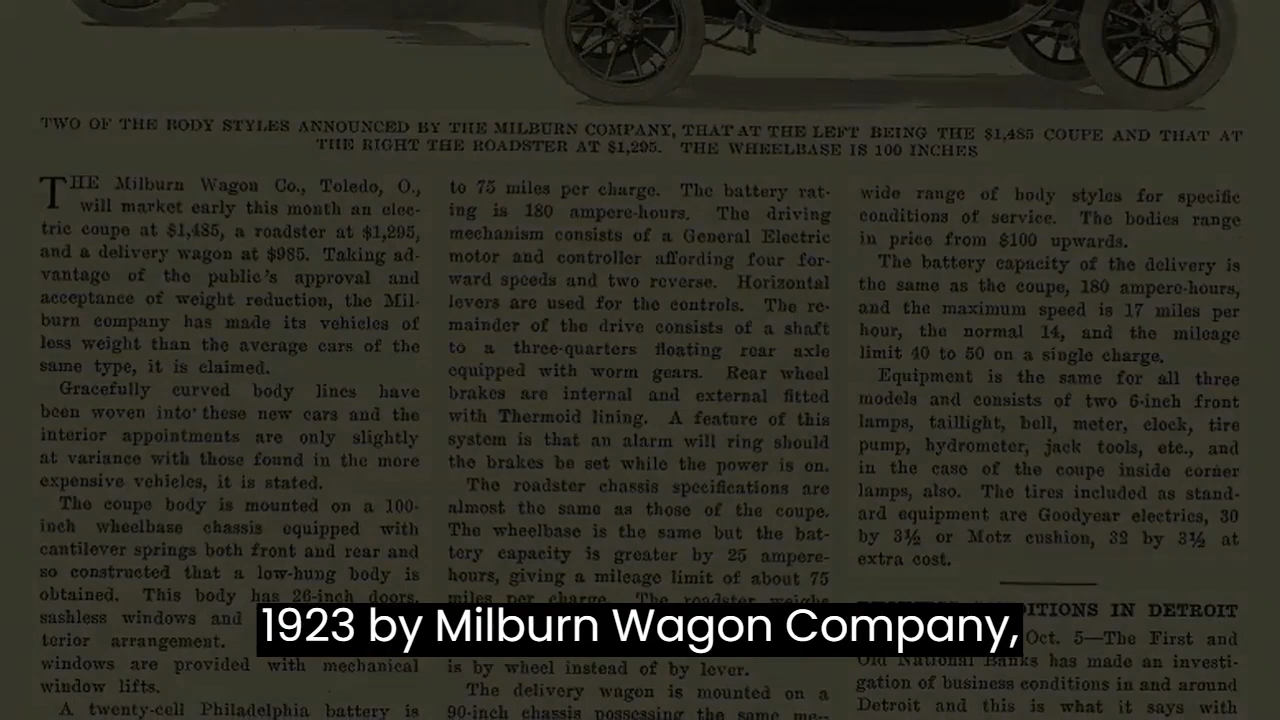 TWO OF THE BODY STYLES ANNOUNCED BY THE MILBURN COMPANY, THAT AT THE LEFT BEING THE $1,485 COUPE AND THAT AT
THE RIGHT THE ROADSTER AT $1,295. THE WHEELBASE IS 100 INCHES
THE Milburn Wagon Co., Toledo, O.,
will market early this month an elec-
tric coupe at $1,485, a roadster at $1,295,
and a delivery wagon at $985. Taking ad-
vantage of the public's approval and
acceptance of weight reduction, the Mil-
burn company has made its vehicles of
less weight than the average cars of the
same type, it is claimed.
Gracefully curved body lines have
been woven into these new cars and the
interior appointments are only slightly
at variance with those found in the more
expensive vehicles, it is stated.
The coupe body is mounted on a 100-
inch wheelbase chassis equipped with
cantilever springs both front and rear and
so constructed that a low-hung body is
obtained. This body has 26-inch doors,
sashless windows and
terior arrangement.
windows are provided with mechanical
window lifts.
A twenty-cell Philadelphia battery is
to 75 miles per charge. The battery rat-
ing is 180 ampere-hours. The driving
mechanism consists of a General Electric
motor and controller affording four for-
ward speeds and two reverse. Horizontal
levers are used for the controls. The re-
mainder of the drive consists of a shaft
to a three-quarters floating rear axle
equipped with worm gears. Rear wheel
brakes are internal and external fitted
with Thermoid lining. A feature of this
system is that an alarm will ring should
the brakes be set while the power is on.
The roadster chassis specifications are
almost the same as those of the coupe.
The wheelbase is the same but the bat-
tery capacity is greater by 25 ampere-
hours, giving a mileage limit of about 75
miles per charge. The roadster weighs
is by wheel instead of by lever.
The delivery wagon is mounted on a
90-inch chassis possessing the same me-
wide range of body styles for specific
conditions of service. The bodies range
in price from $100 upwards.
The battery capacity of the delivery is
the same as the coupe, 180 ampere-hours,
and the maximum speed is 17 miles per
hour, the normal 14, and the mileage
limit 40 to 50 on a single charge.
Equipment is the same for all three
models and consists of two 6-inch front
lamps, taillight, bell, meter, clock, tire
pump, hydrometer, jack tools, etc., and
in the case of the coupe inside corner
lamps, also. The tires included as stand-
ard equipment are Goodyear electrics, 30
by 3½ or Motz cushion, 32 by 3½ at
extra cost.
IN DETROIT
Oct. 5—The First and
Old National Banks has made an investi-
gation of business conditions in and around
Detroit and this is what it says with
1923 by Milburn Wagon Company,